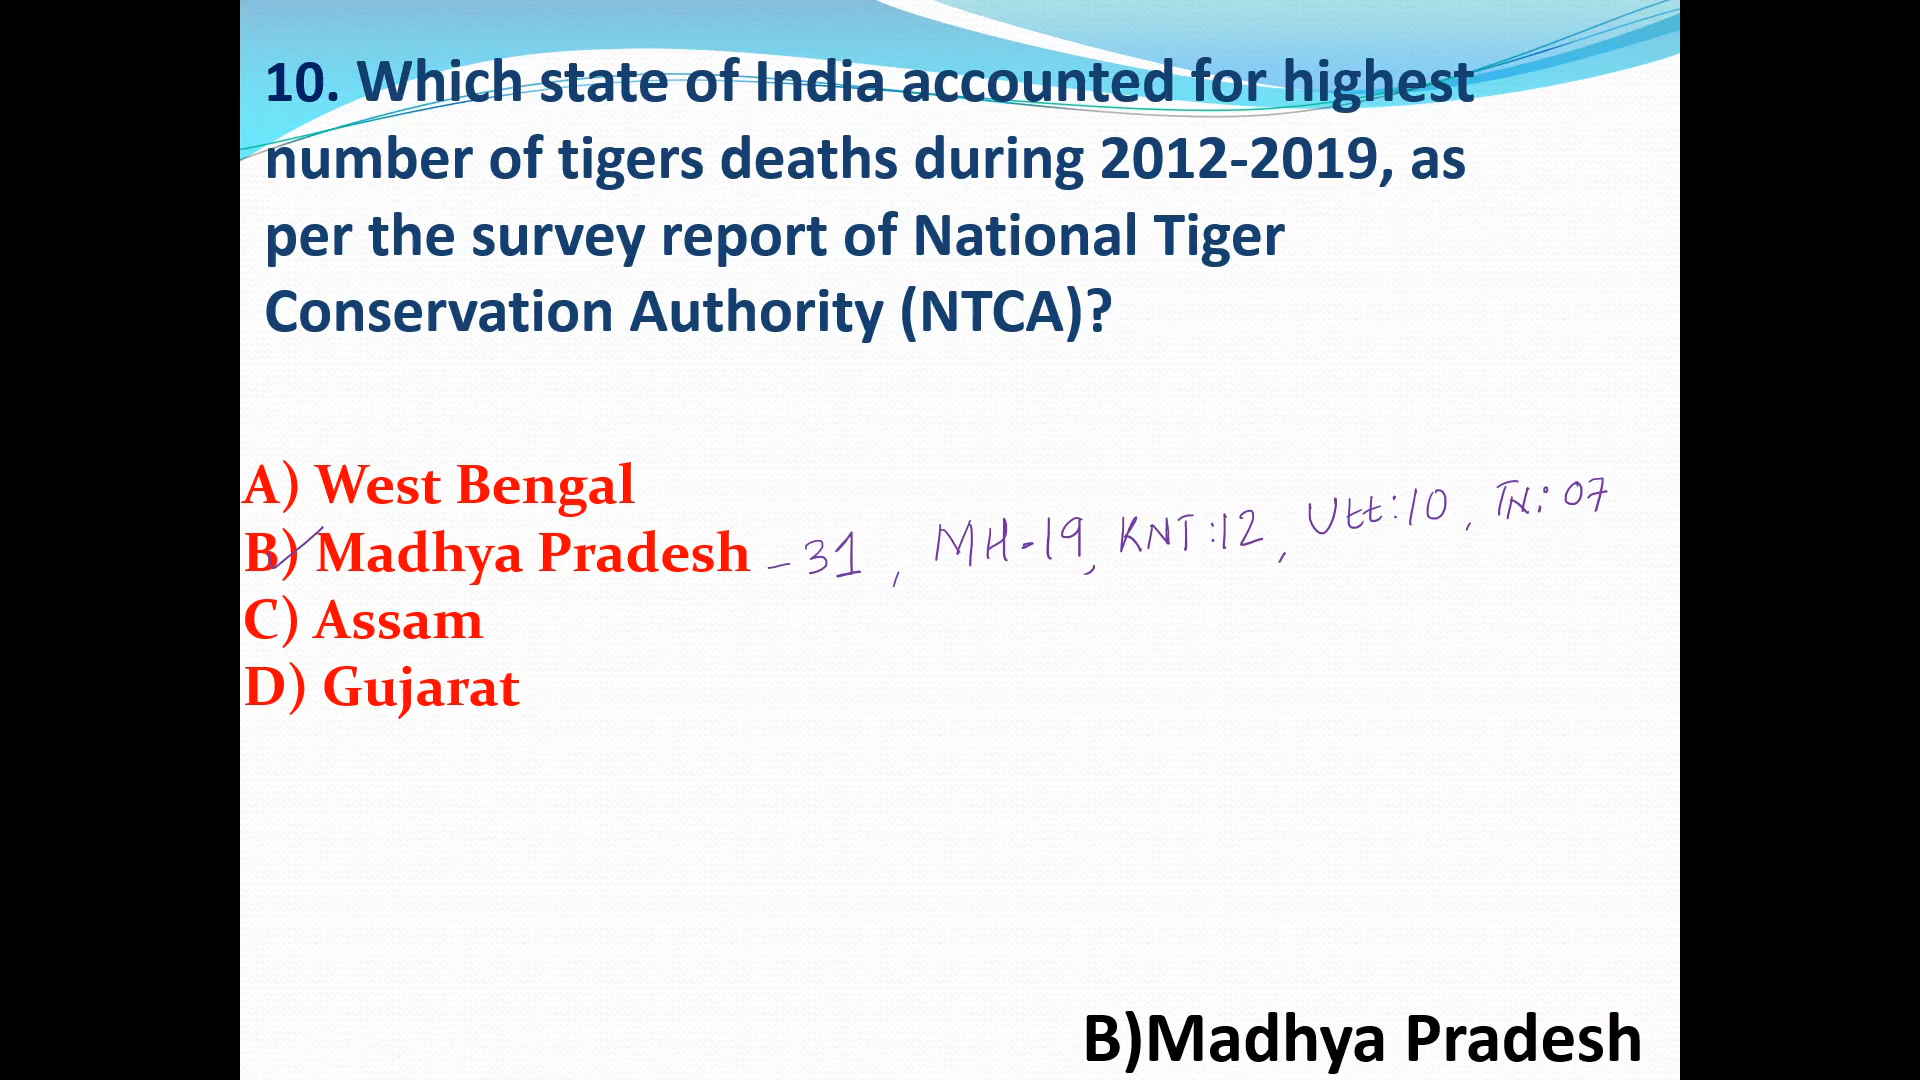 10. Which state of India accounted for highest
number of tigers deaths during 2012-2019, as
per the survey report of National Tiger
Conservation Authority (NTCA)?
A) West Bengal
B) Madhya Pradesh - 31 , MH-19, KNT:12 , Utt:10 , TN: 07
C) Assam
D) Gujarat
B)Madhya Pradesh